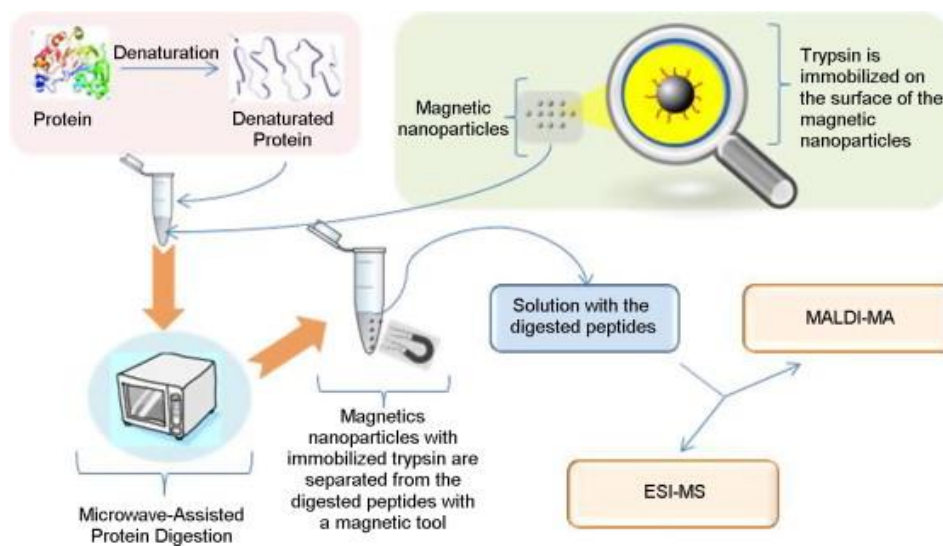 Denaturation
Protein
Denaturated
Protein
Magnetic
nanoparticles
Trypsin is
immobilized on
the surface of the
magnetic
nanoparticles
Solution with the
digested peptides
MALDI-MA
ESI-MS
Magnetics
nanoparticles with
immobilized trypsin are
separated from the
digested peptides with
a magnetic tool
Microwave-Assisted
Protein Digestion